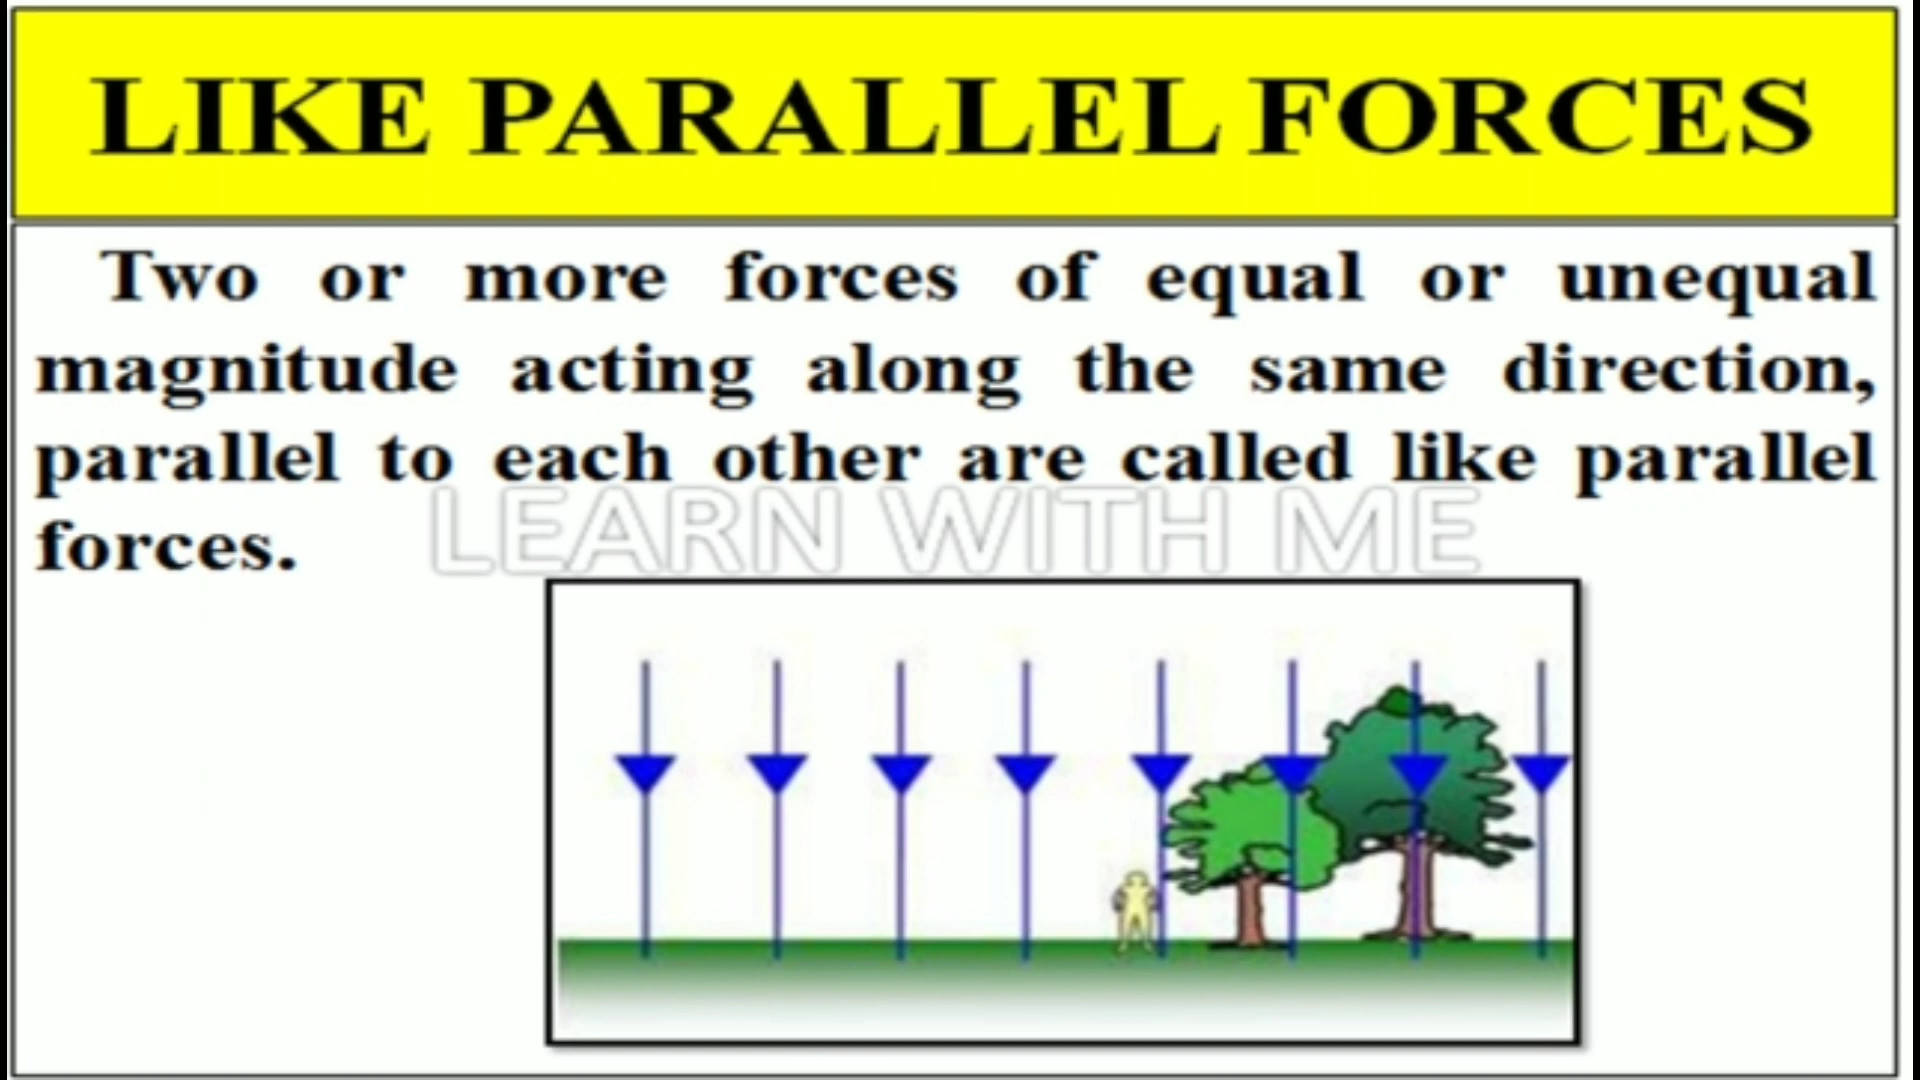 LIKE PARALLEL FORCES
Two or more forces of equal or unequal
magnitude acting along the same direction,
parallel to each other are called like parallel
forces.
LEARN WITH ME